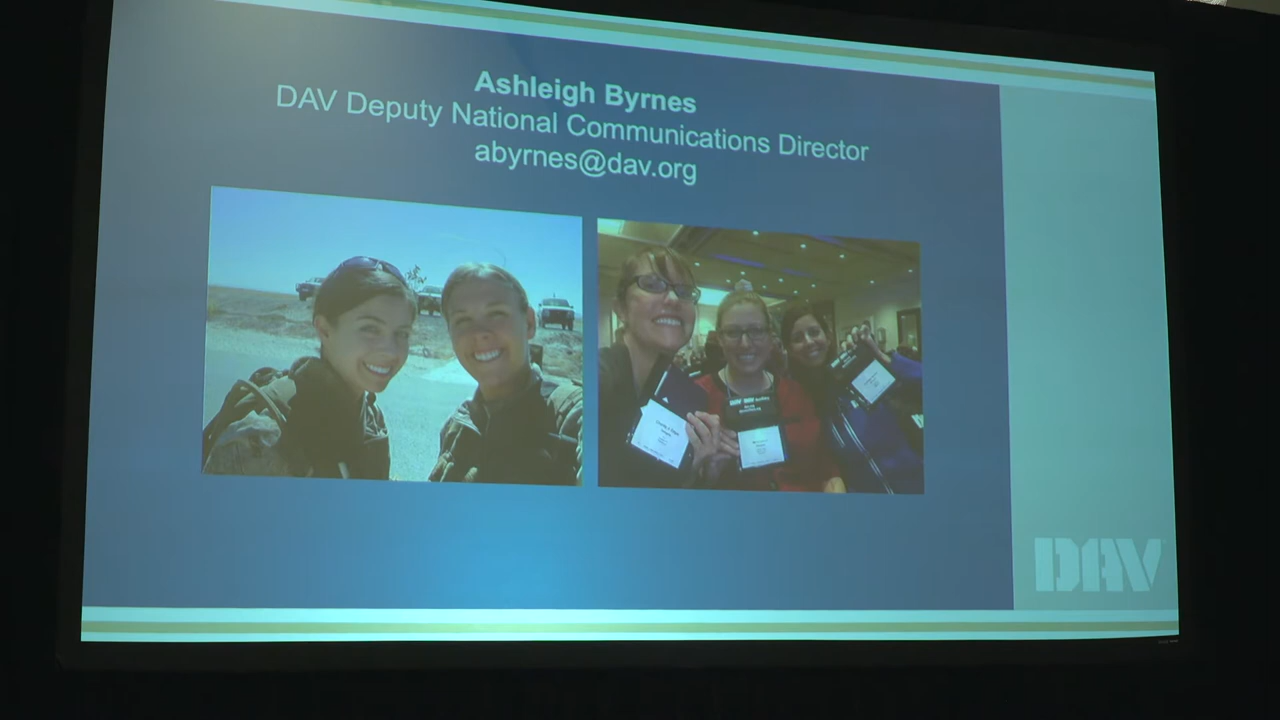 Ashleigh Byrnes
DAV Deputy National Communications Director
abyrnes@dav.org
DAV